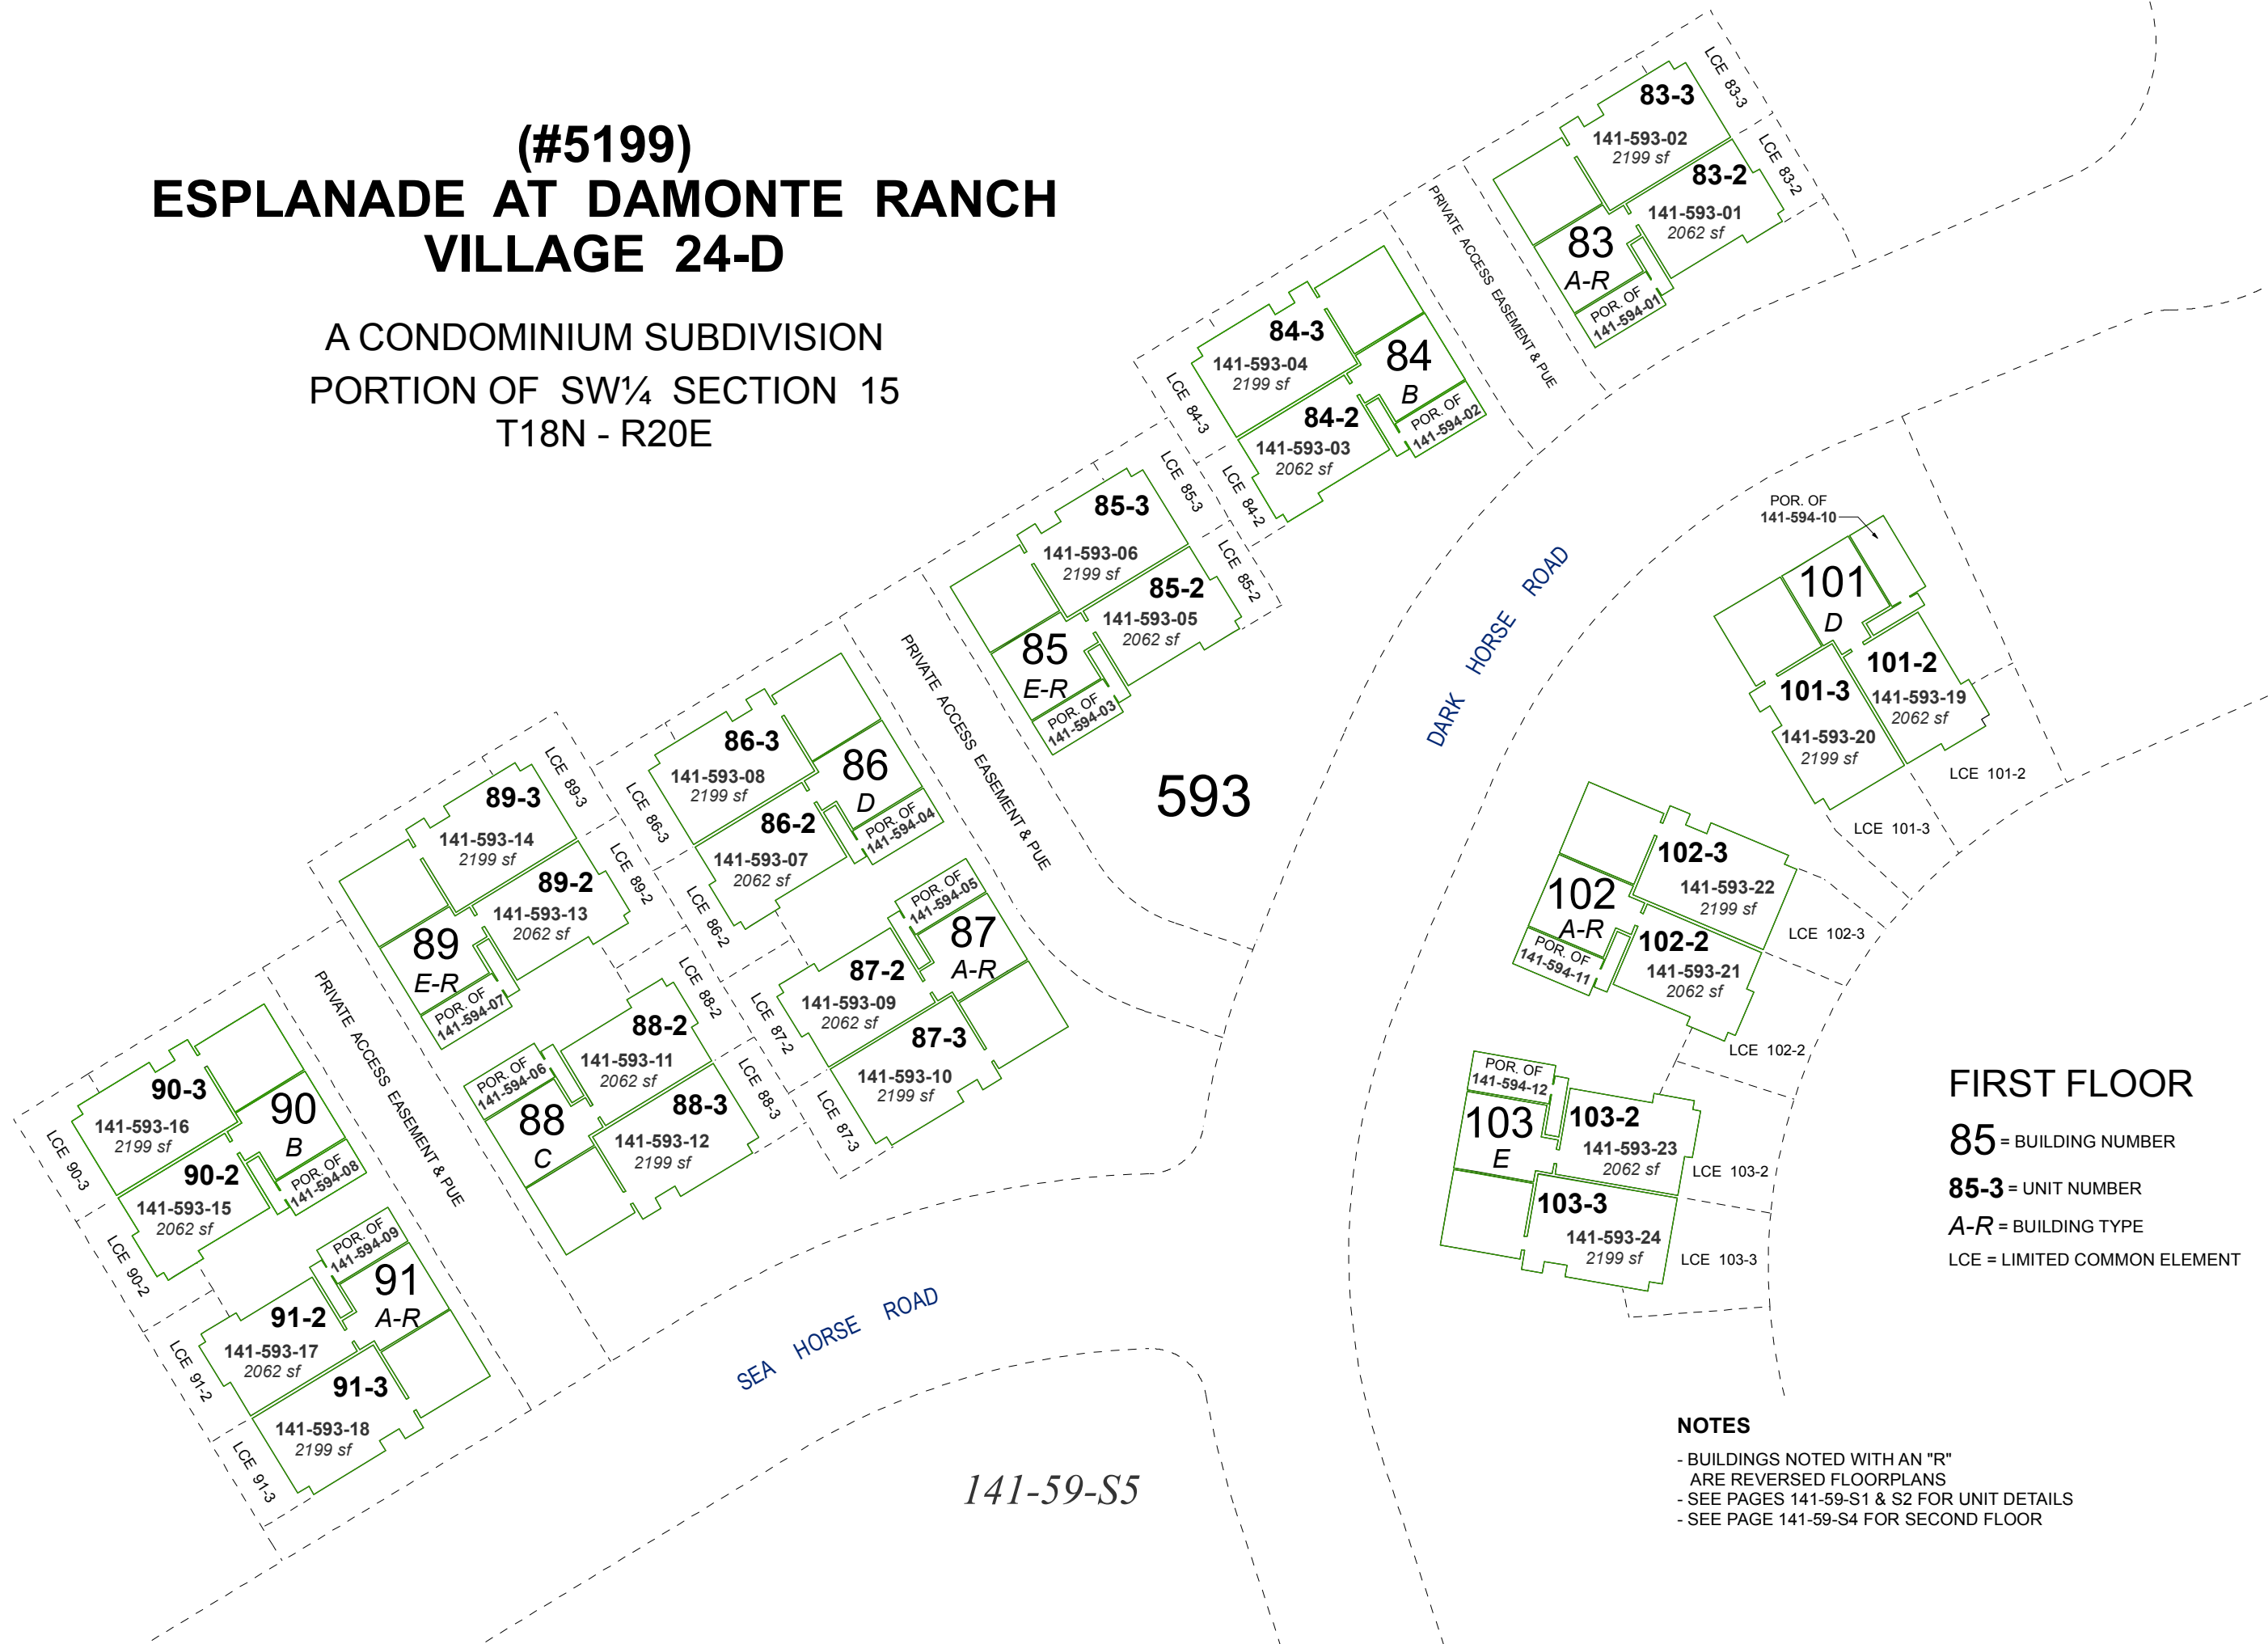 (#5199)
ESPLANADE AT DAMONTE RANCH
VILLAGE 24-D
A CONDOMINIUM SUBDIVISION
PORTION OF SW¼ SECTION 15
T18N - R20E
83-3
141-593-02
2199 sf
LCE 83-3
83-2
141-593-01
2062 sf
LCE 83-2
83
A-R
POR. OF
141-594-01
PRIVATE ACCESS EASEMENT & PUE
84-3
141-593-04
2199 sf
LCE 84-3
84
B
84-2
141-593-03
2062 sf
LCE 84-2
POR. OF
141-594-02
85-3
141-593-06
2199 sf
LCE 85-3
85-2
141-593-05
2062 sf
LCE 85-2
85
E-R
POR. OF
141-594-03
PRIVATE ACCESS EASEMENT & PUE
86-3
141-593-08
2199 sf
LCE 86-3
86
D
86-2
141-593-07
2062 sf
LCE 86-2
POR. OF
141-594-04
POR. OF
141-594-05
87
A-R
87-2
141-593-09
2062 sf
LCE 87-2
87-3
141-593-10
2199 sf
LCE 87-3
89-3
141-593-14
2199 sf
LCE 89-3
89-2
141-593-13
2062 sf
LCE 89-2
89
E-R
POR. OF
141-594-07
88-2
141-593-11
2062 sf
LCE 88-2
POR. OF
141-594-06
88
C
88-3
141-593-12
2199 sf
LCE 88-3
PRIVATE ACCESS EASEMENT & PUE
90-3
141-593-16
2199 sf
LCE 90-3
90
B
90-2
141-593-15
2062 sf
LCE 90-2
POR. OF
141-594-08
POR. OF
141-594-09
91
A-R
91-2
141-593-17
2062 sf
LCE 91-2
91-3
141-593-18
2199 sf
LCE 91-3
593
DARK HORSE ROAD
SEA HORSE ROAD
141-59-S5
POR. OF
141-594-10
101
D
101-2
141-593-19
2062 sf
LCE 101-2
101-3
141-593-20
2199 sf
LCE 101-3
102-3
141-593-22
2199 sf
LCE 102-3
102
A-R
102-2
141-593-21
2062 sf
LCE 102-2
POR. OF
141-594-11
POR. OF
141-594-12
103
E
103-2
141-593-23
2062 sf
LCE 103-2
103-3
141-593-24
2199 sf
LCE 103-3
FIRST FLOOR
85 = BUILDING NUMBER
85-3 = UNIT NUMBER
A-R = BUILDING TYPE
LCE = LIMITED COMMON ELEMENT
NOTES
- BUILDINGS NOTED WITH AN "R"
ARE REVERSED FLOORPLANS
- SEE PAGES 141-59-S1 & S2 FOR UNIT DETAILS
- SEE PAGE 141-59-S4 FOR SECOND FLOOR